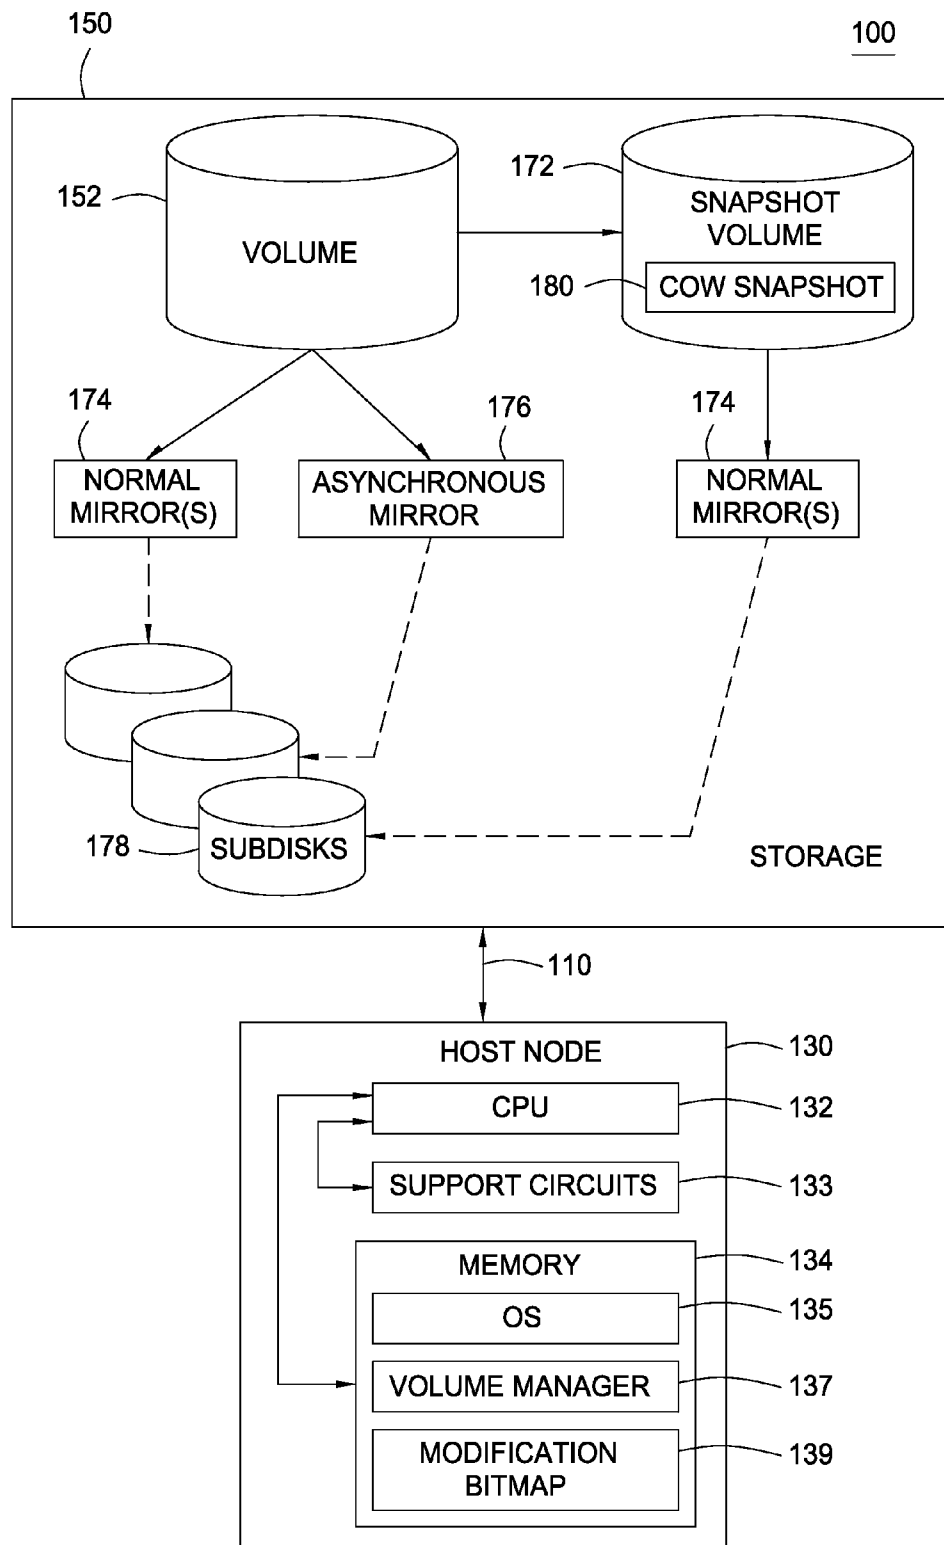 150
100
152
VOLUME
172
SNAPSHOT
VOLUME
180
COW SNAPSHOT
174
NORMAL
MIRROR(S)
176
ASYNCHRONOUS
MIRROR
174
NORMAL
MIRROR(S)
178
SUBDISKS
STORAGE
110
HOST NODE
130
CPU
132
SUPPORT CIRCUITS
133
MEMORY
134
OS
135
VOLUME MANAGER
137
MODIFICATION
BITMAP
139